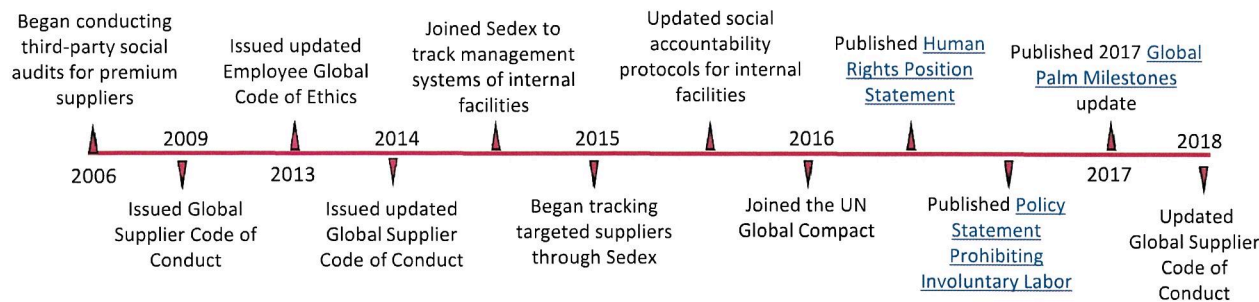 Began conducting
third-party social
audits for premium
suppliers
Issued updated
Employee Global
Code of Ethics
Joined Sedex to
track management
systems of internal
facilities
Updated social
accountability
protocols for internal
facilities
Published Human
Rights Position
Statement
Published 2017 Global
Palm Milestones
update
2009
2014
2015
2016
2018
2006
2013
2017
Issued Global
Supplier Code of
Conduct
Issued updated
Global Supplier
Code of Conduct
Began tracking
targeted suppliers
through Sedex
Joined the UN
Global Compact
Published Policy
Statement
Prohibiting
Involuntary Labor
Updated
Global Supplier
Code of
Conduct